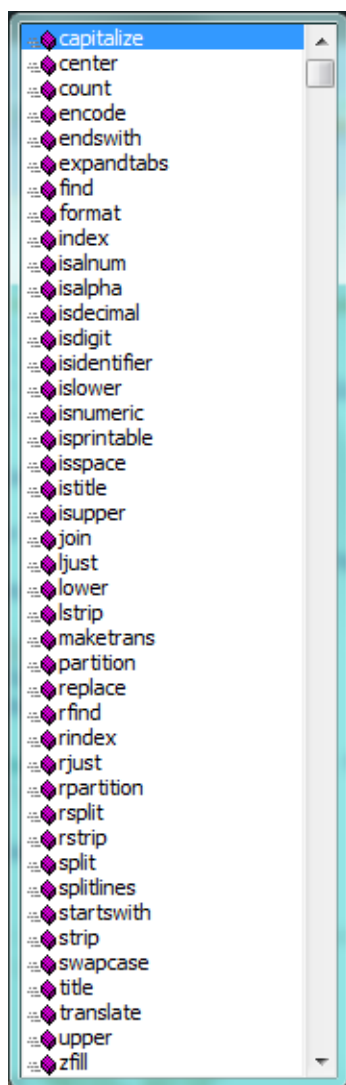 capitalize
center
count
encode
endswith
expandtabs
find
format
index
isalnum
isalpha
isdecimal
isdigit
isidentifier
islower
isnumeric
isprintable
isspace
istitle
isupper
join
ljust
lower
lstrip
maketrans
partition
replace
rfind
rindex
rjust
rpartition
rsplit
rstrip
split
splitlines
startswith
strip
swapcase
title
translate
upper
zfill